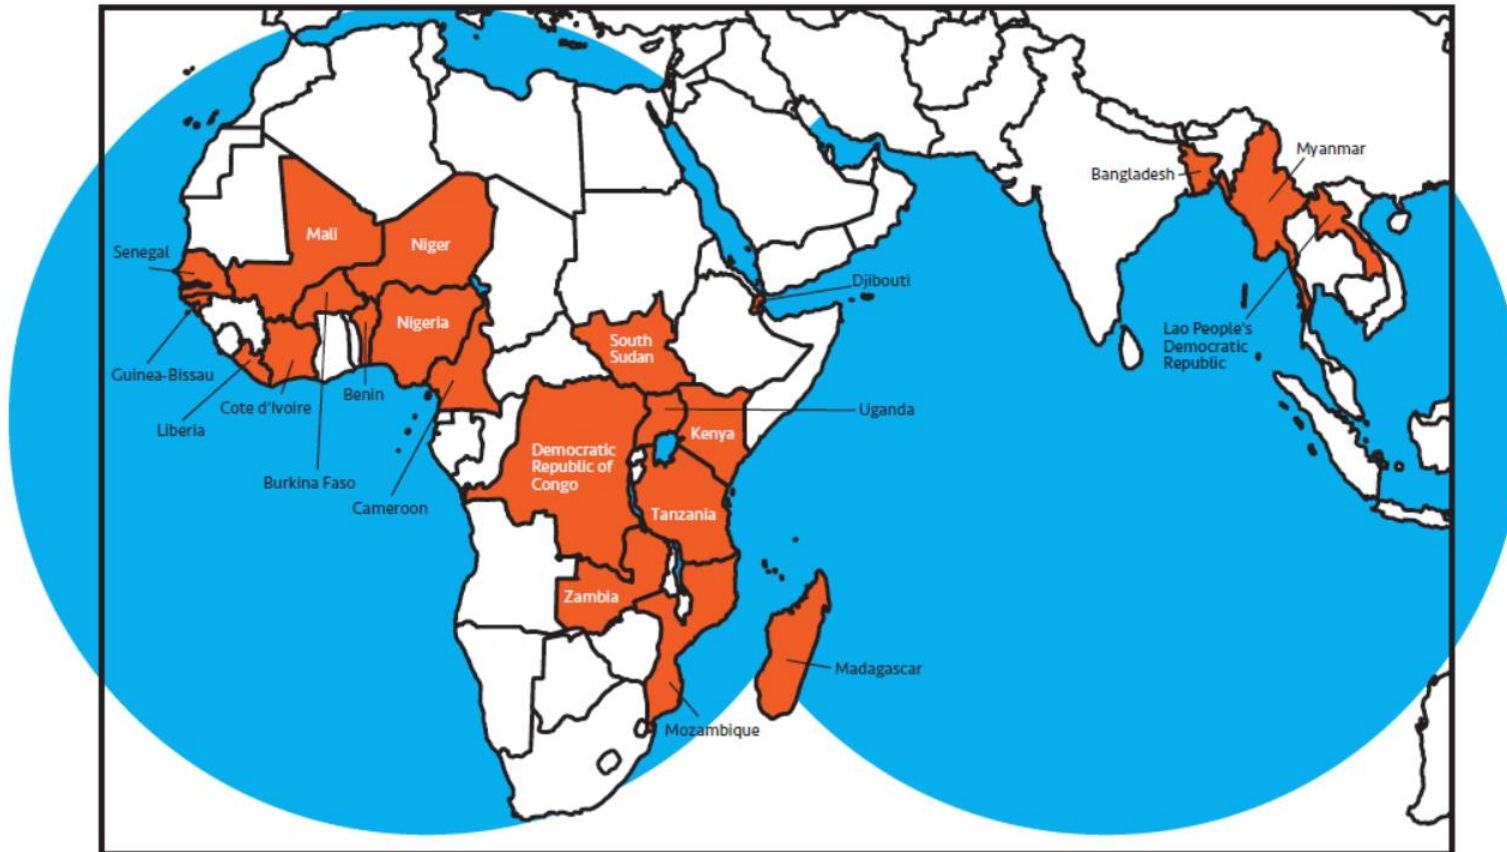 Myanmar
Bangladesh
Mali
Niger
Senegal
Djibouti
Nigeria
South
Sudan
Lao People's
Democratic
Republic
Guinea-Bissau
Benin
Cote d'Ivoire
Uganda
Liberia
Kenya
Democratic
Republic of
Congo
Burkina Faso
Cameroon
Tanzania
Zambia
Madagascar
Mozambique